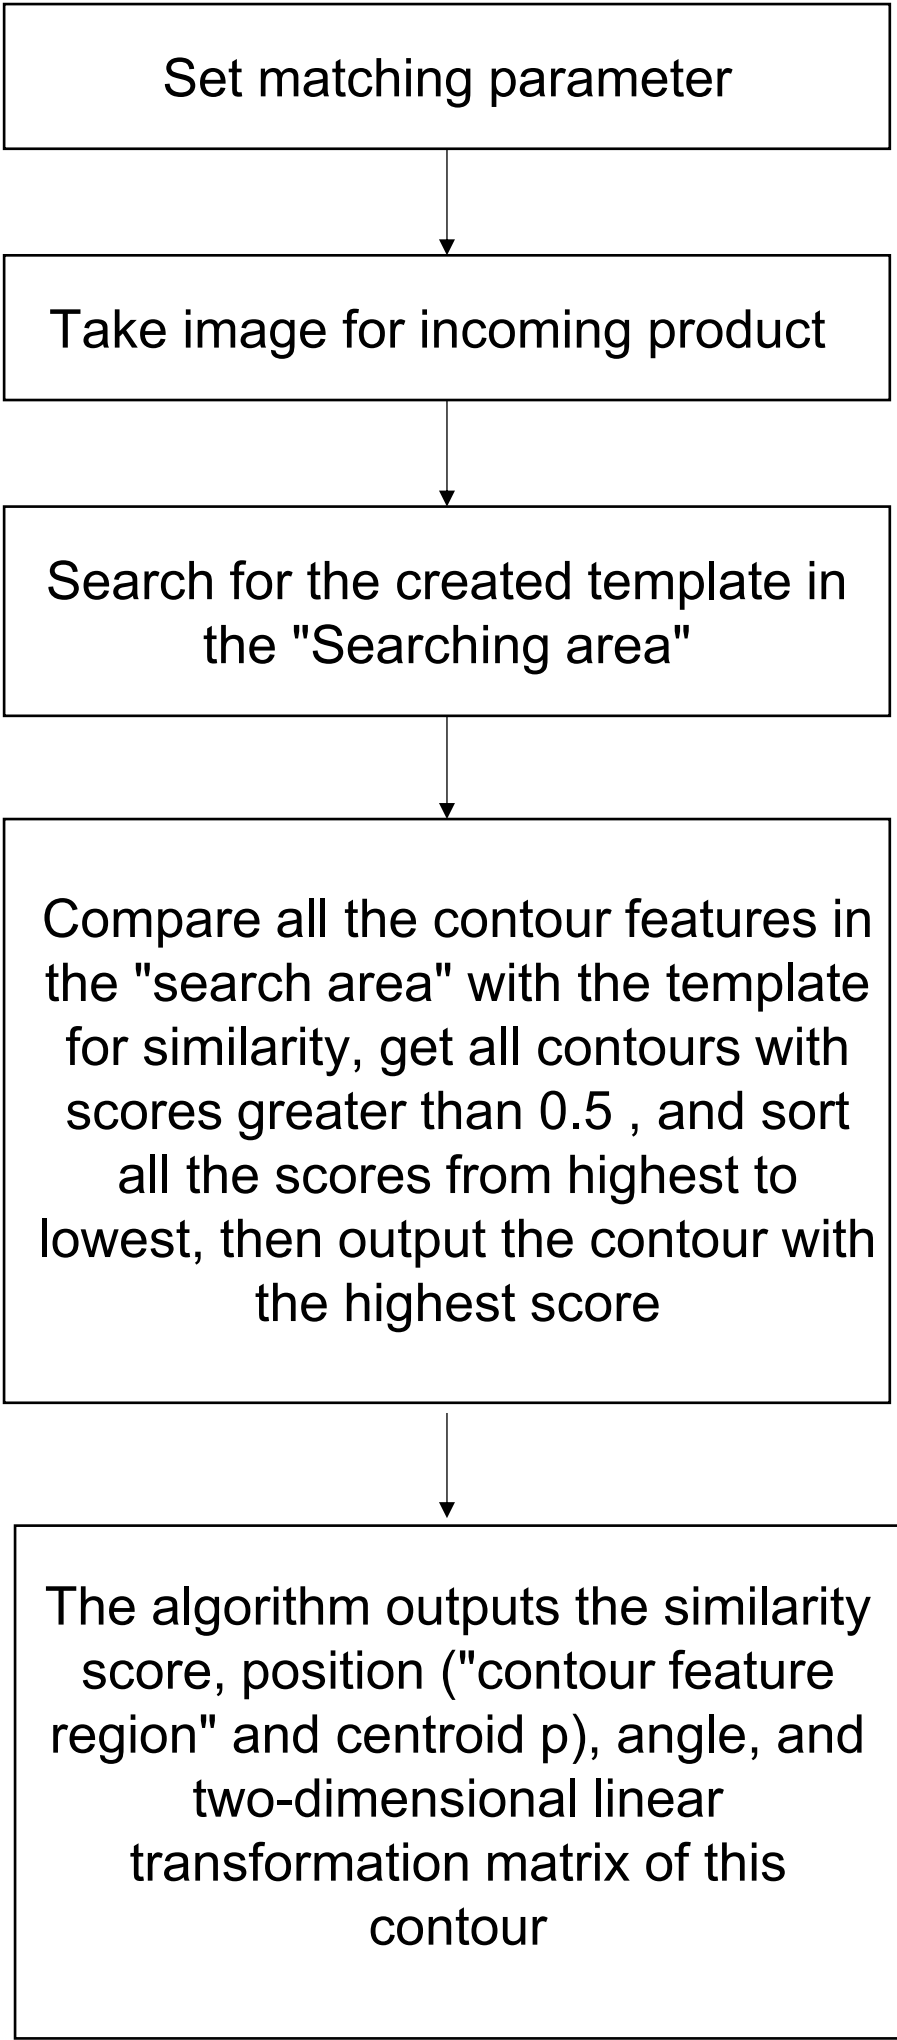 Set matching parameter
Take image for incoming product
Search for the created template in
the "Searching area"
Compare all the contour features in
the "search area" with the template
for similarity, get all contours with
scores greater than 0.5 , and sort
all the scores from highest to
lowest, then output the contour with
the highest score
The algorithm outputs the similarity
score, position ("contour feature
region" and centroid p), angle, and
two-dimensional linear
transformation matrix of this
contour